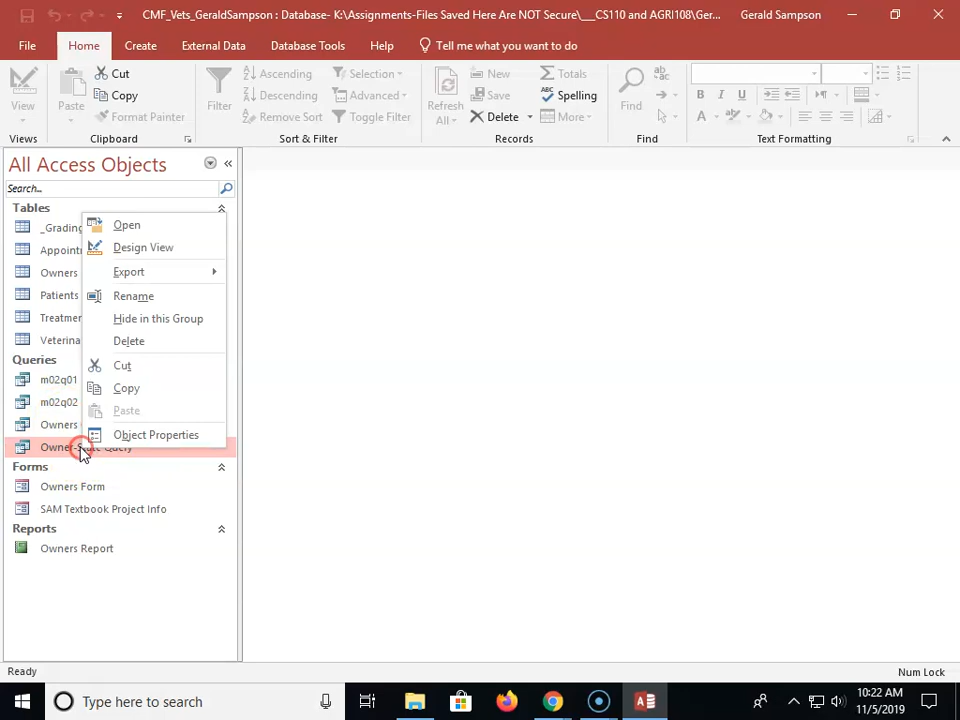 CMF_Vets_GeraldSampson : Database- K:\Assignments-Files Saved Here Are NOT Secure\___CS110 and AGRI108\Ger... Gerald Sampson
File Home Create External Data Database Tools Help Tell me what you want to do
View Paste Cut Copy Format Painter
Filter Ascending Descending Remove Sort Selection Advanced Toggle Filter
Refresh All New Save Delete Totals Spelling More
Find
B I U
A
Views Clipboard Sort & Filter Records Find Text Formatting
All Access Objects
Search...
Tables
_Grading
Owners
Patients
Queries
m02q01
m02q02
Owners
Owner-State Query
Forms
Owners Form
SAM Textbook Project Info
Reports
Owners Report
Open
Design View
Export
Rename
Hide in this Group
Delete
Cut
Copy
Paste
Object Properties
Ready Num Lock
Type here to search
10:22 AM
11/5/2019